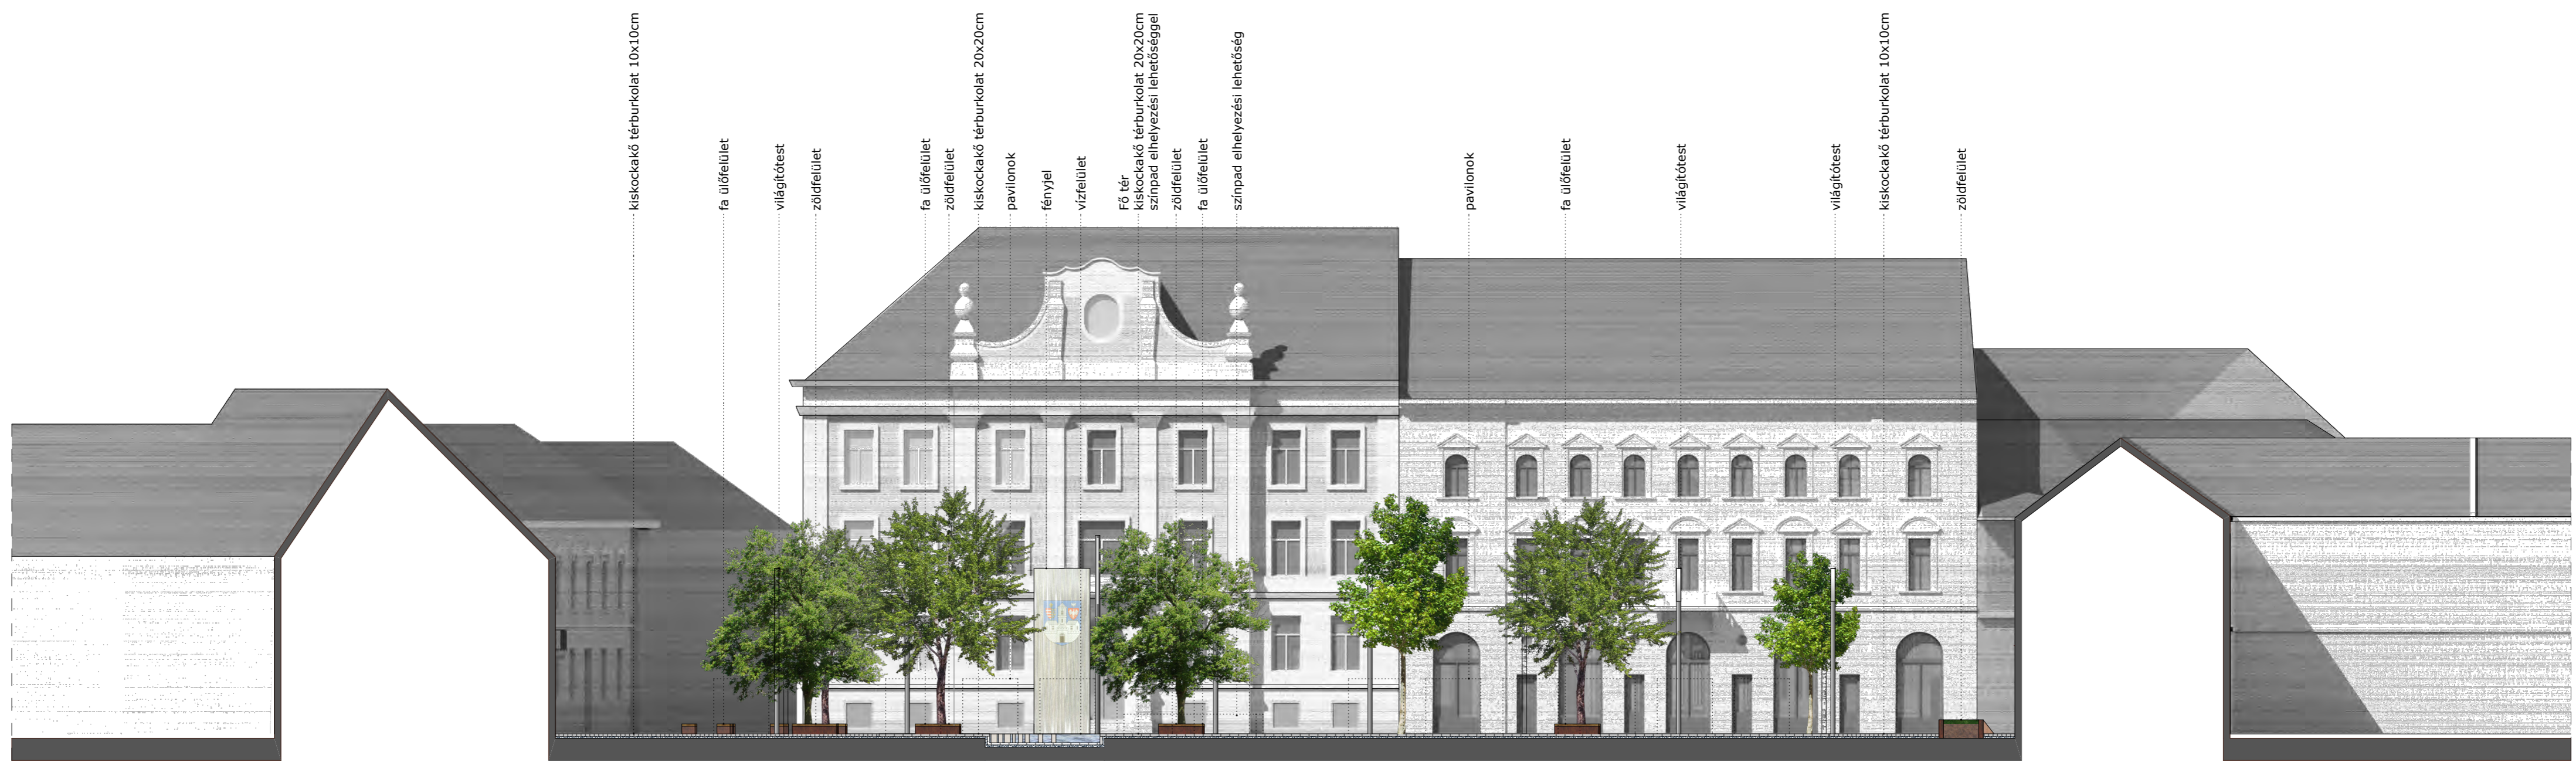 kiskockakő térburkolat 10x10cm
fa ülőfelület
világítótest
zöldfelület
fa ülőfelület
zöldfelület
kiskockakő térburkolat 20x20cm
pavilonok
fényjel
vízfelület
Fő tér
kiskockakő térburkolat 20x20cm
színpad elhelyezési lehetőséggel
zöldfelület
fa ülőfelület
színpad elhelyezési lehetőség
pavilonok
fa ülőfelület
világítótest
világítótest
kiskockakő térburkolat 10x10cm
zöldfelület